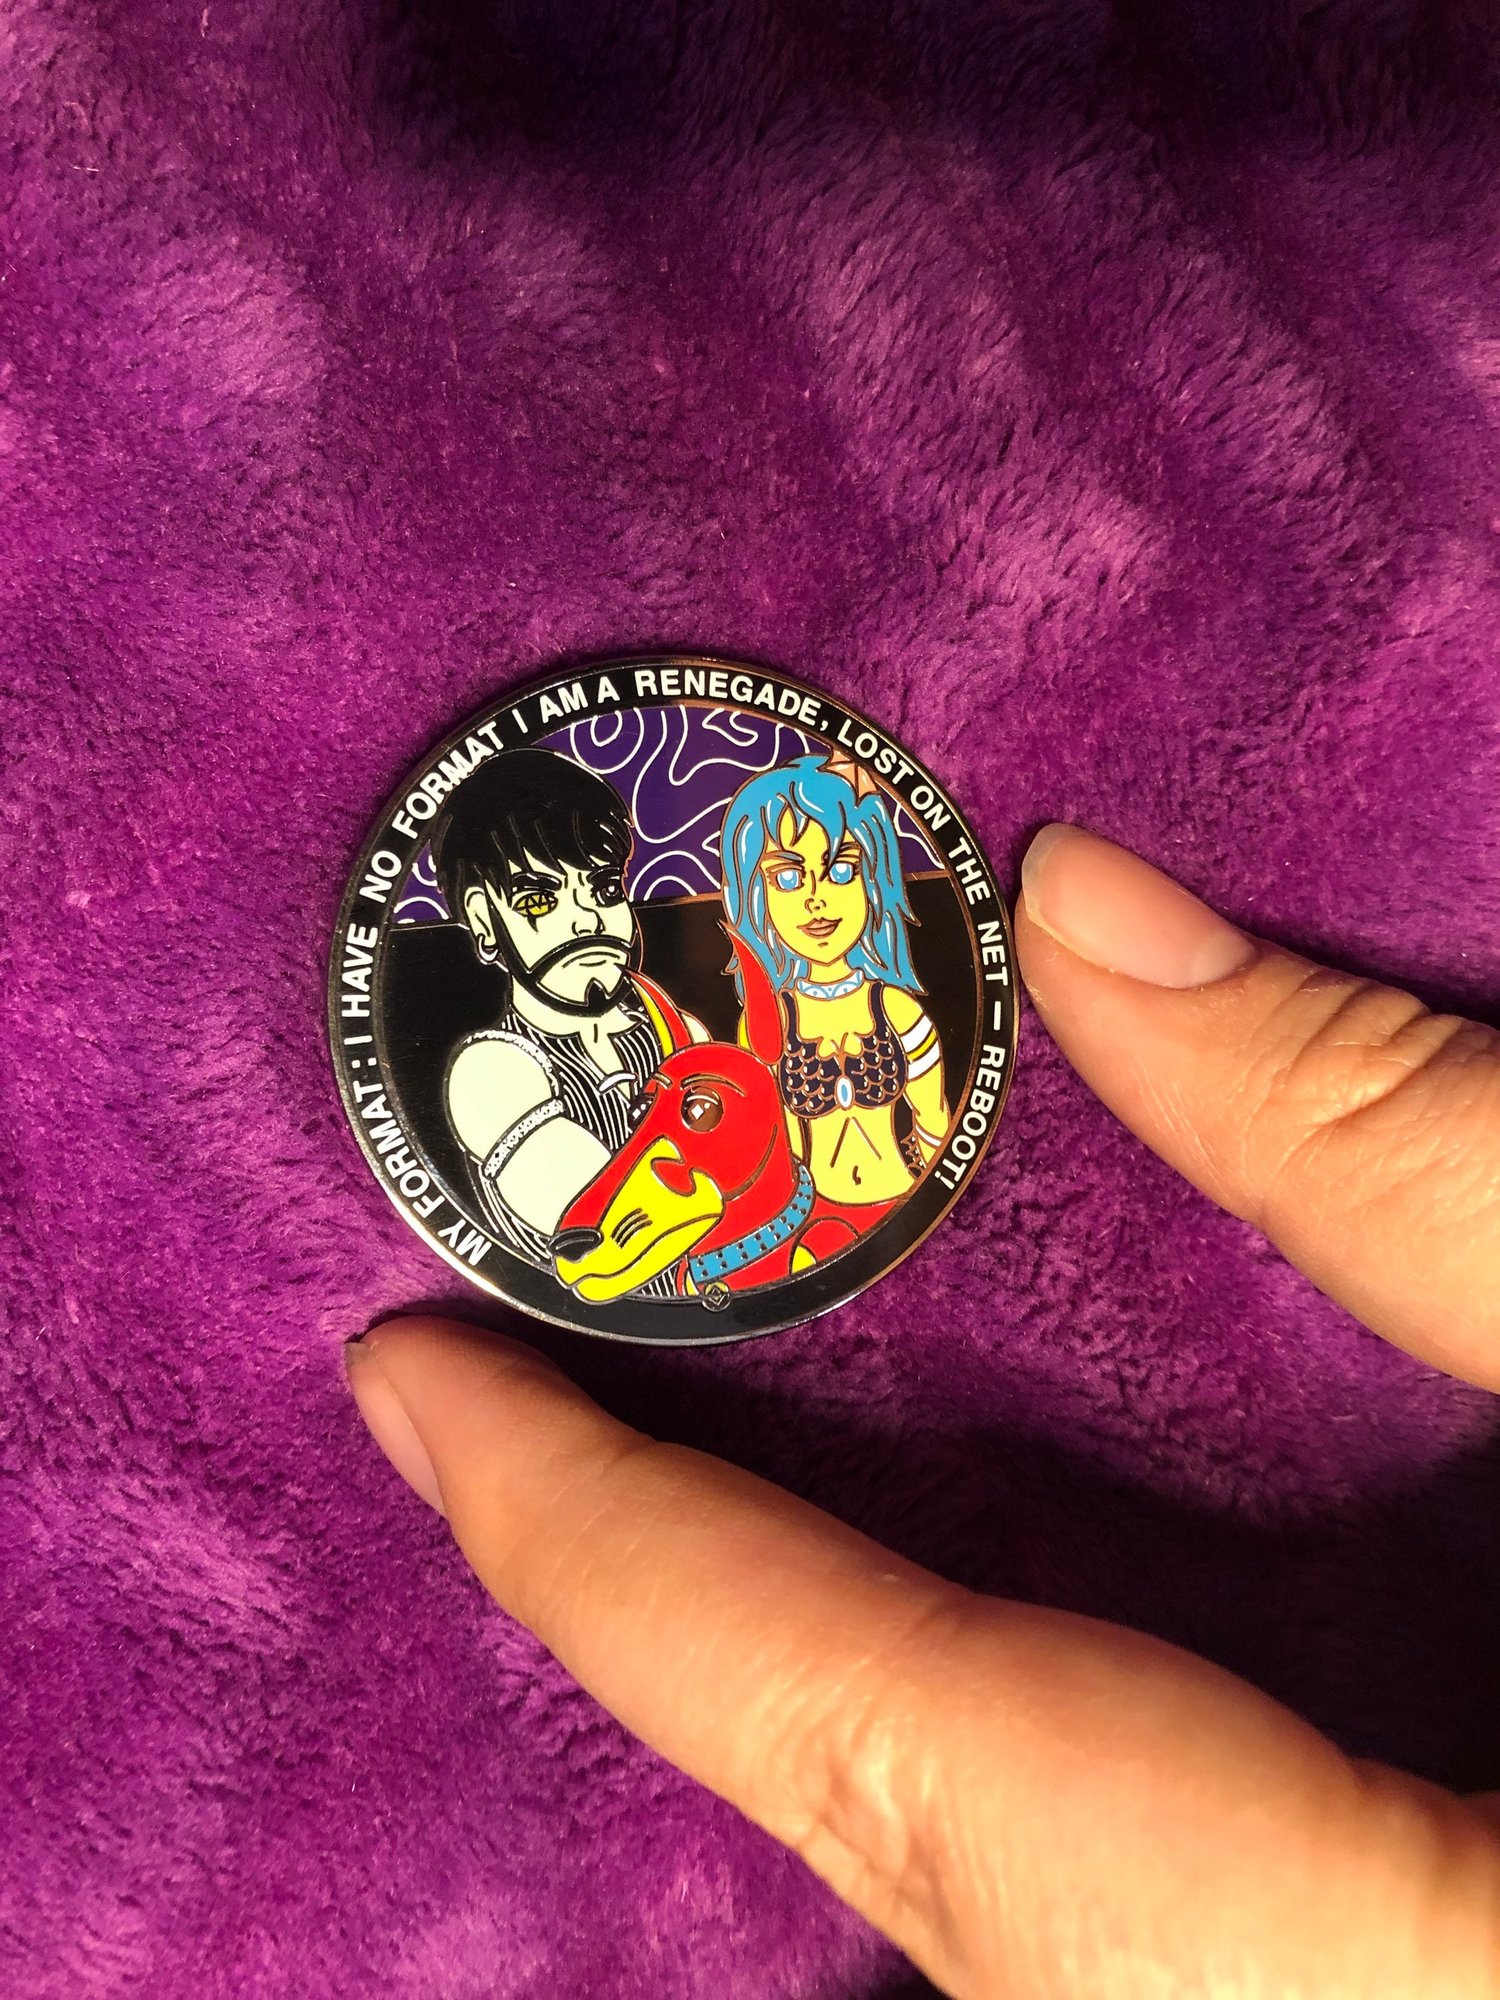 MY FORMAT: I HAVE NO FORMAT I AM A RENEGADE, LOST ON THE NET — REBOOT!